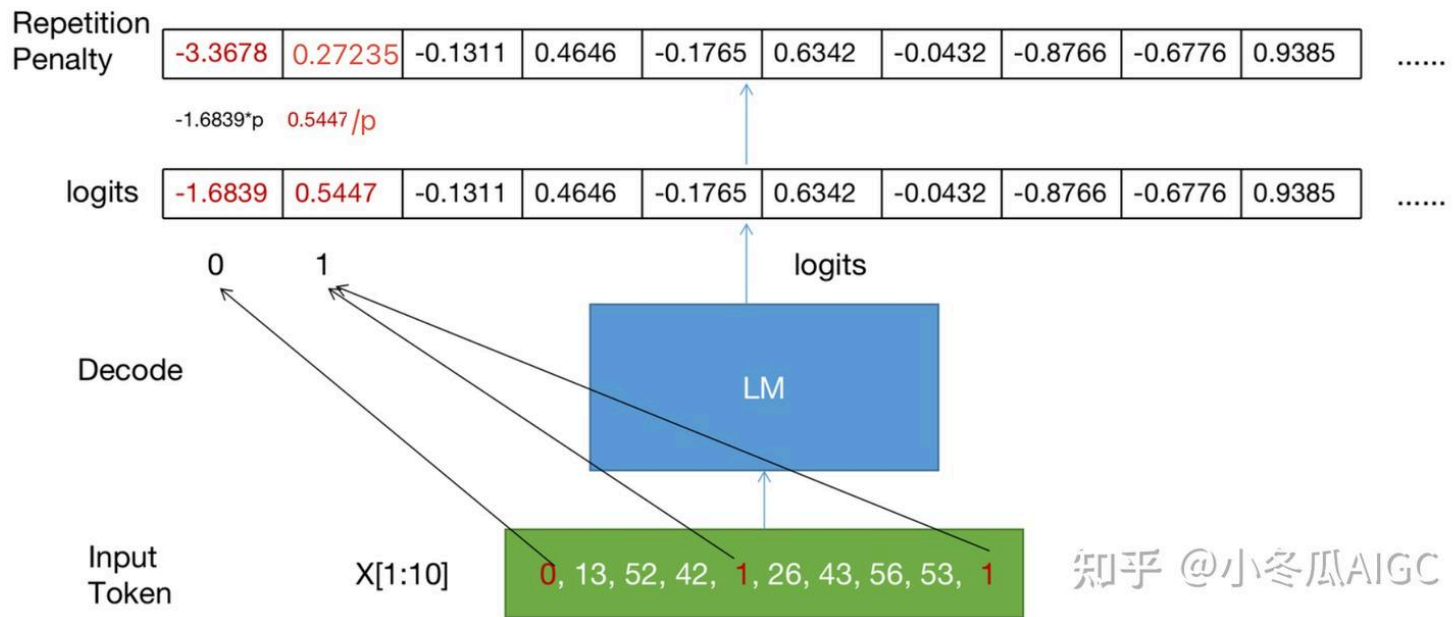 Repetition
Penalty
-3.3678 0.27235 -0.1311 0.4646 -0.1765 0.6342 -0.0432 -0.8766 -0.6776 0.9385 ......
-1.6839*p 0.5447/p
logits -1.6839 0.5447 -0.1311 0.4646 -0.1765 0.6342 -0.0432 -0.8766 -0.6776 0.9385 ......
0 1 logits
Decode
LM
Input
Token
X[1:10] 0, 13, 52, 42, 1, 26, 43, 56, 53, 1
知乎 @小冬瓜AIGC